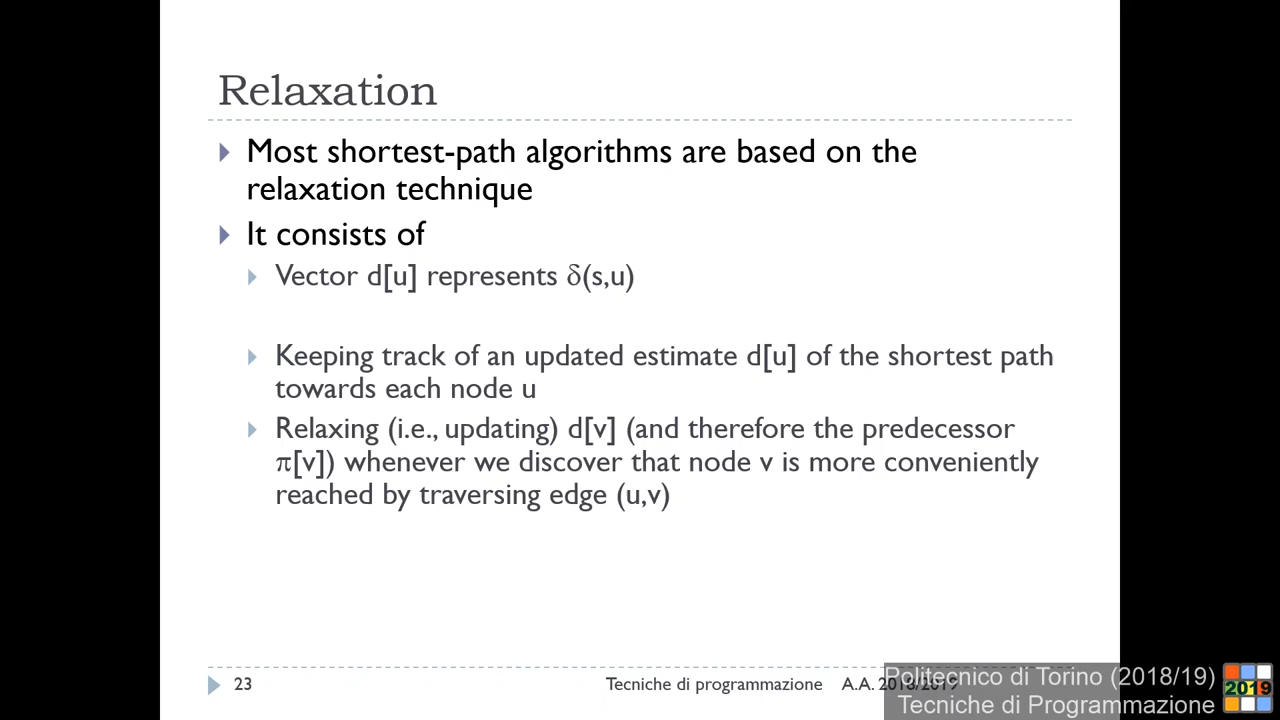 Relaxation
Most shortest-path algorithms are based on the
relaxation technique
It consists of
Vector d[u] represents δ(s,u)
Keeping track of an updated estimate d[u] of the shortest path
towards each node u
Relaxing (i.e., updating) d[v] (and therefore the predecessor
π[v]) whenever we discover that node v is more conveniently
reached by traversing edge (u,v)
23
Tecniche di programmazione A.A. 2018/2019
Politecnico di Torino (2018/19)
Tecniche di Programmazione
2019